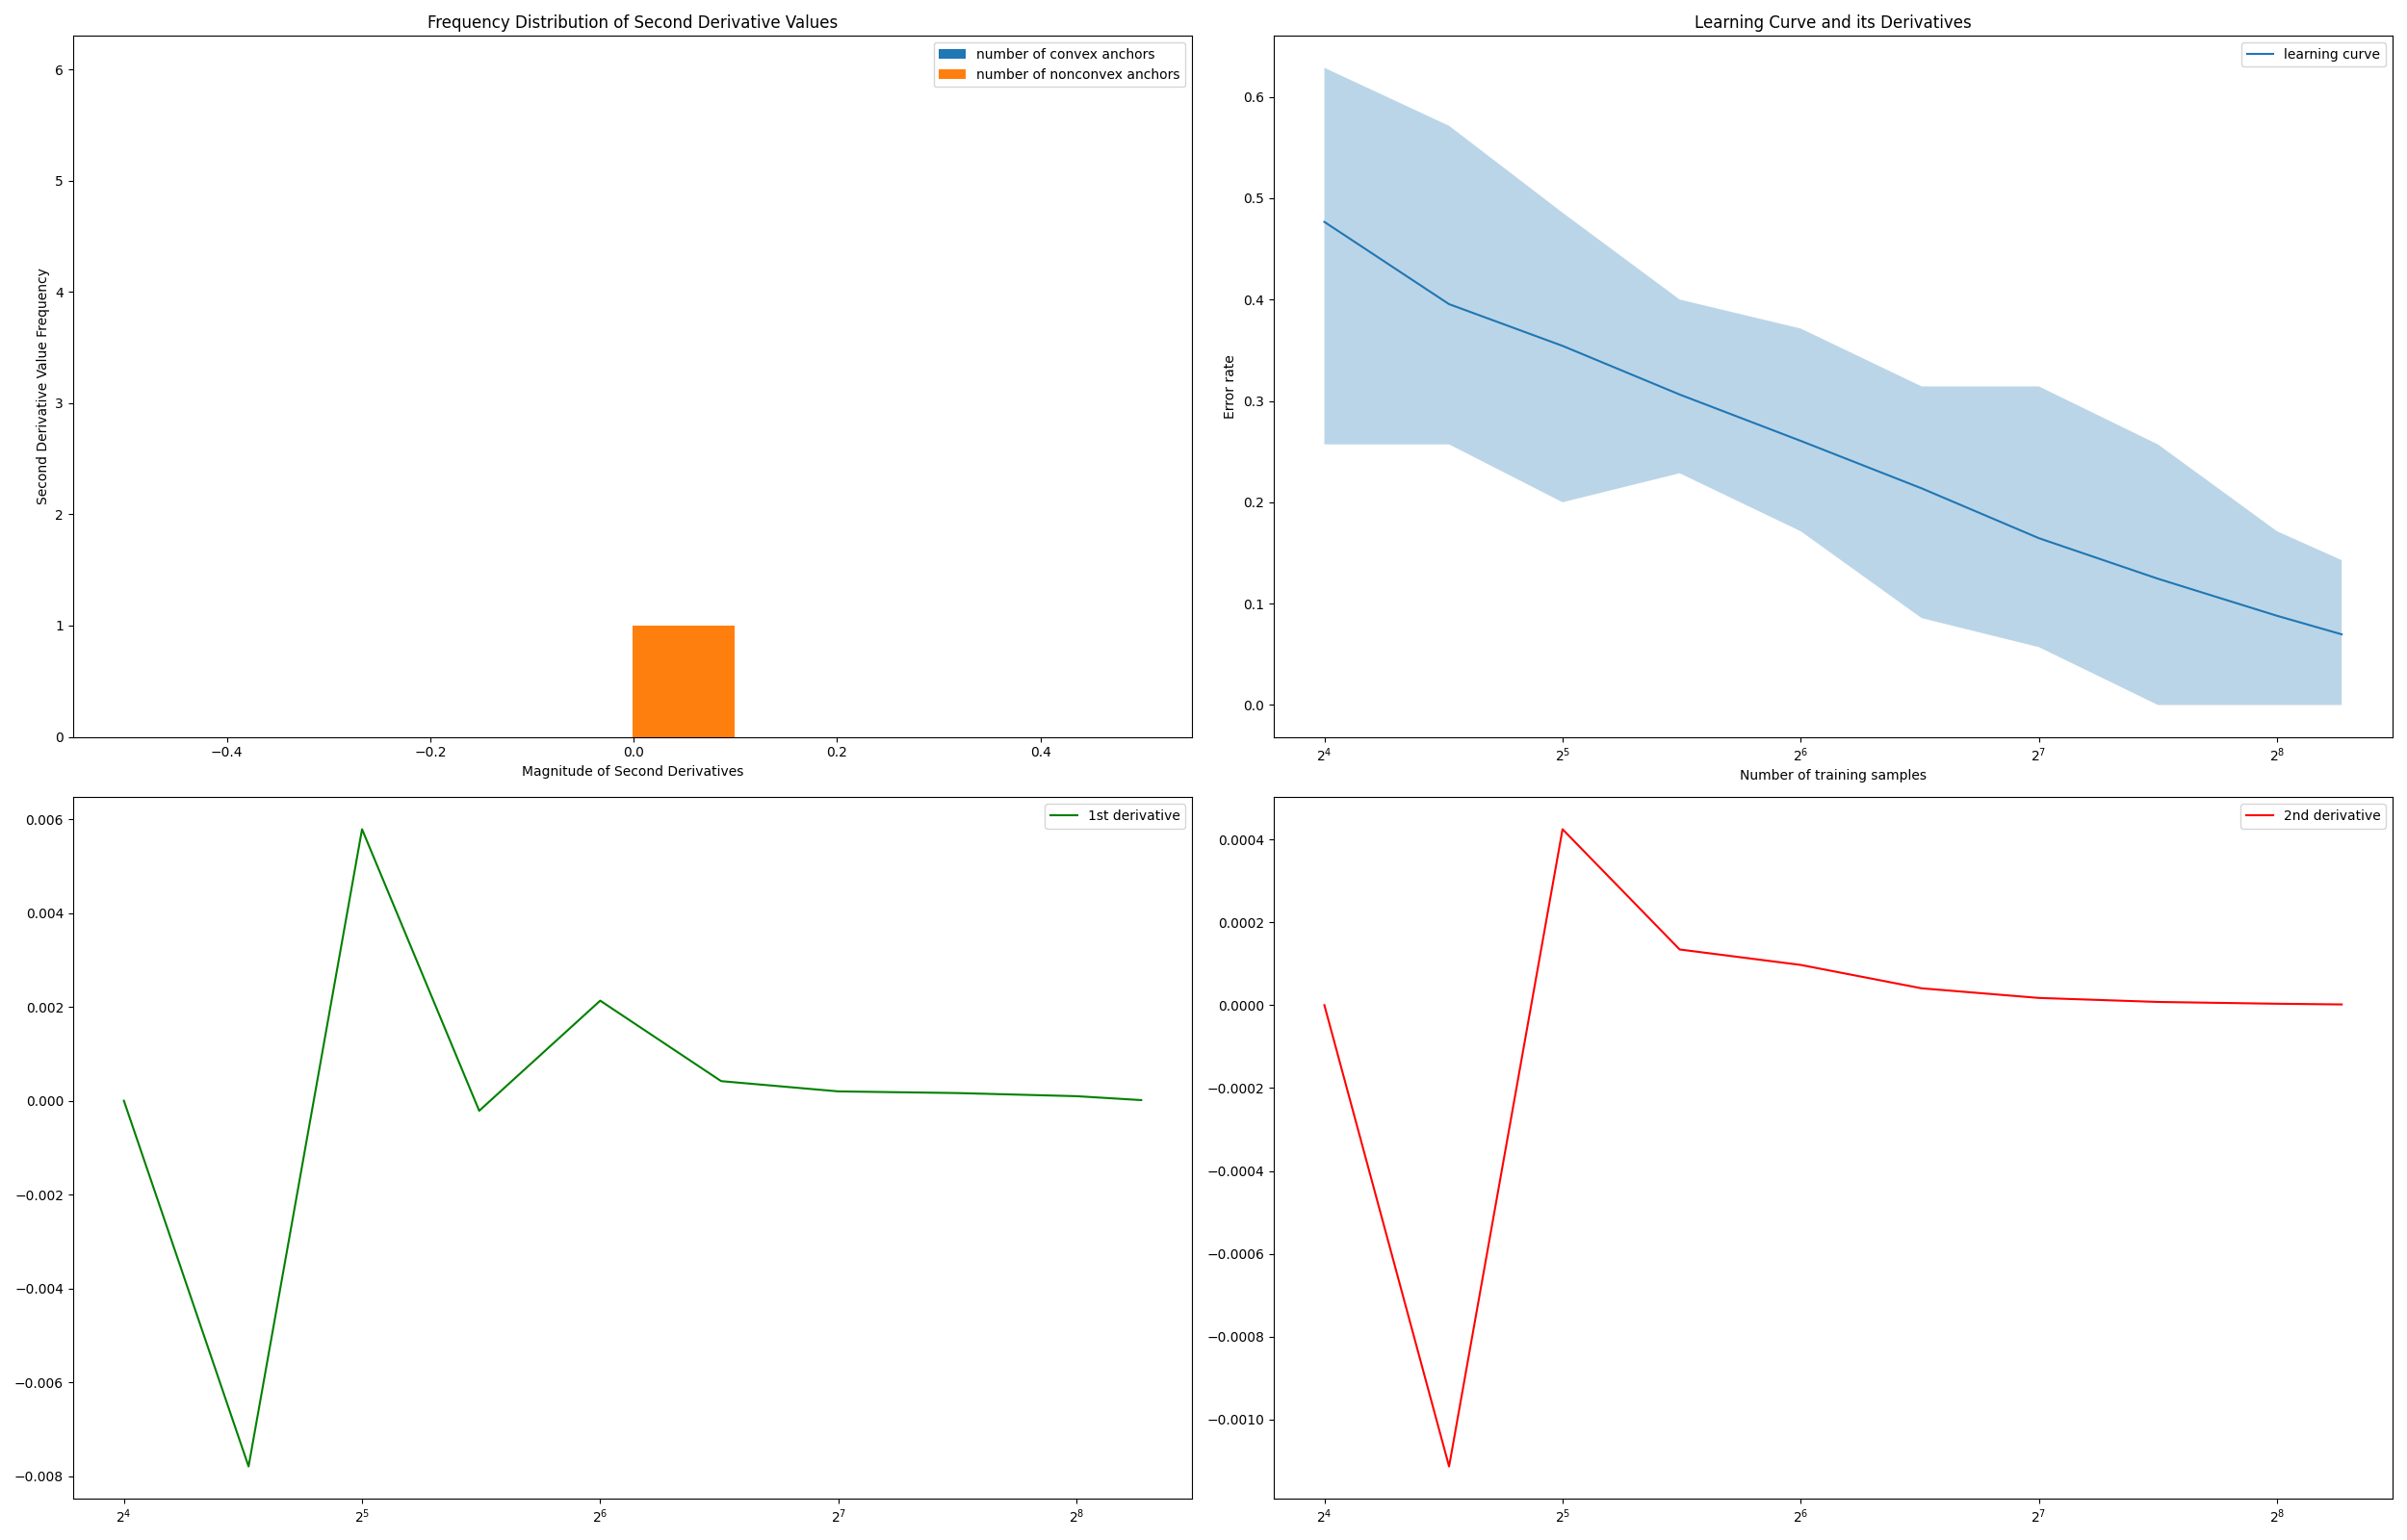 Frequency Distribution of Second Derivative Values
number of convex anchors
number of nonconvex anchors
6
5
4
3
2
1
0
Second Derivative Value Frequency
−0.4 −0.2 0.0 0.2 0.4
Magnitude of Second Derivatives
Learning Curve and its Derivatives
learning curve
0.6
0.5
0.4
0.3
0.2
0.1
0.0
Error rate
2⁴ 2⁵ 2⁶ 2⁷ 2⁸
Number of training samples
1st derivative
0.006
0.004
0.002
0.000
−0.002
−0.004
−0.006
−0.008
2⁴ 2⁵ 2⁶ 2⁷ 2⁸
2nd derivative
0.0004
0.0002
0.0000
−0.0002
−0.0004
−0.0006
−0.0008
−0.0010
2⁴ 2⁵ 2⁶ 2⁷ 2⁸